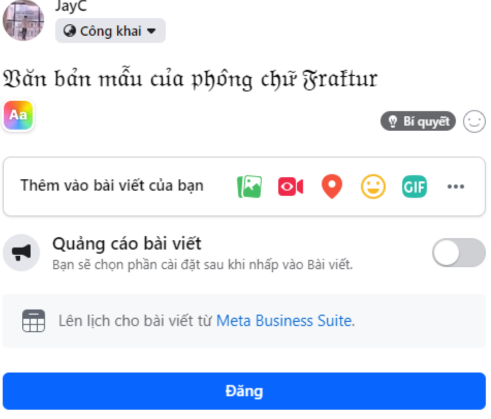 JayC
Công khai
Văn bản mẫu của phông chữ Fraktur
Aa
Bí quyết
Thêm vào bài viết của bạn
GIF
Quảng cáo bài viết
Bạn sẽ chọn phần cài đặt sau khi nhấp vào Bài viết.
Lên lịch cho bài viết từ Meta Business Suite.
Đăng